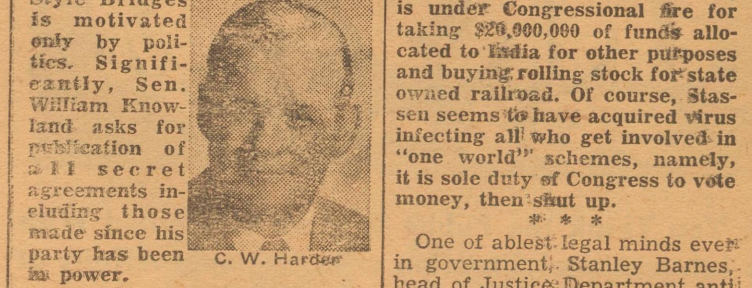 Style Bridges
is motivated
only by poli-
tics. Signifi-
cantly, Sen.
William Know-
land asks for
publication of
all secret
agreements in-
cluding those
made since his
party has been
in power.
C. W. Harder
is under Congressional fire for
taking $20,000,000 of funds allo-
cated to India for other purposes
and buying rolling stock for state
owned railroad. Of course, Stas-
sen seems to have acquired virus
infecting all who get involved in
"one world" schemes, namely,
it is sole duty of Congress to vote
money, then shut up.
* * *
One of ablest legal minds ever
in government, Stanley Barnes,
head of Justice Department anti